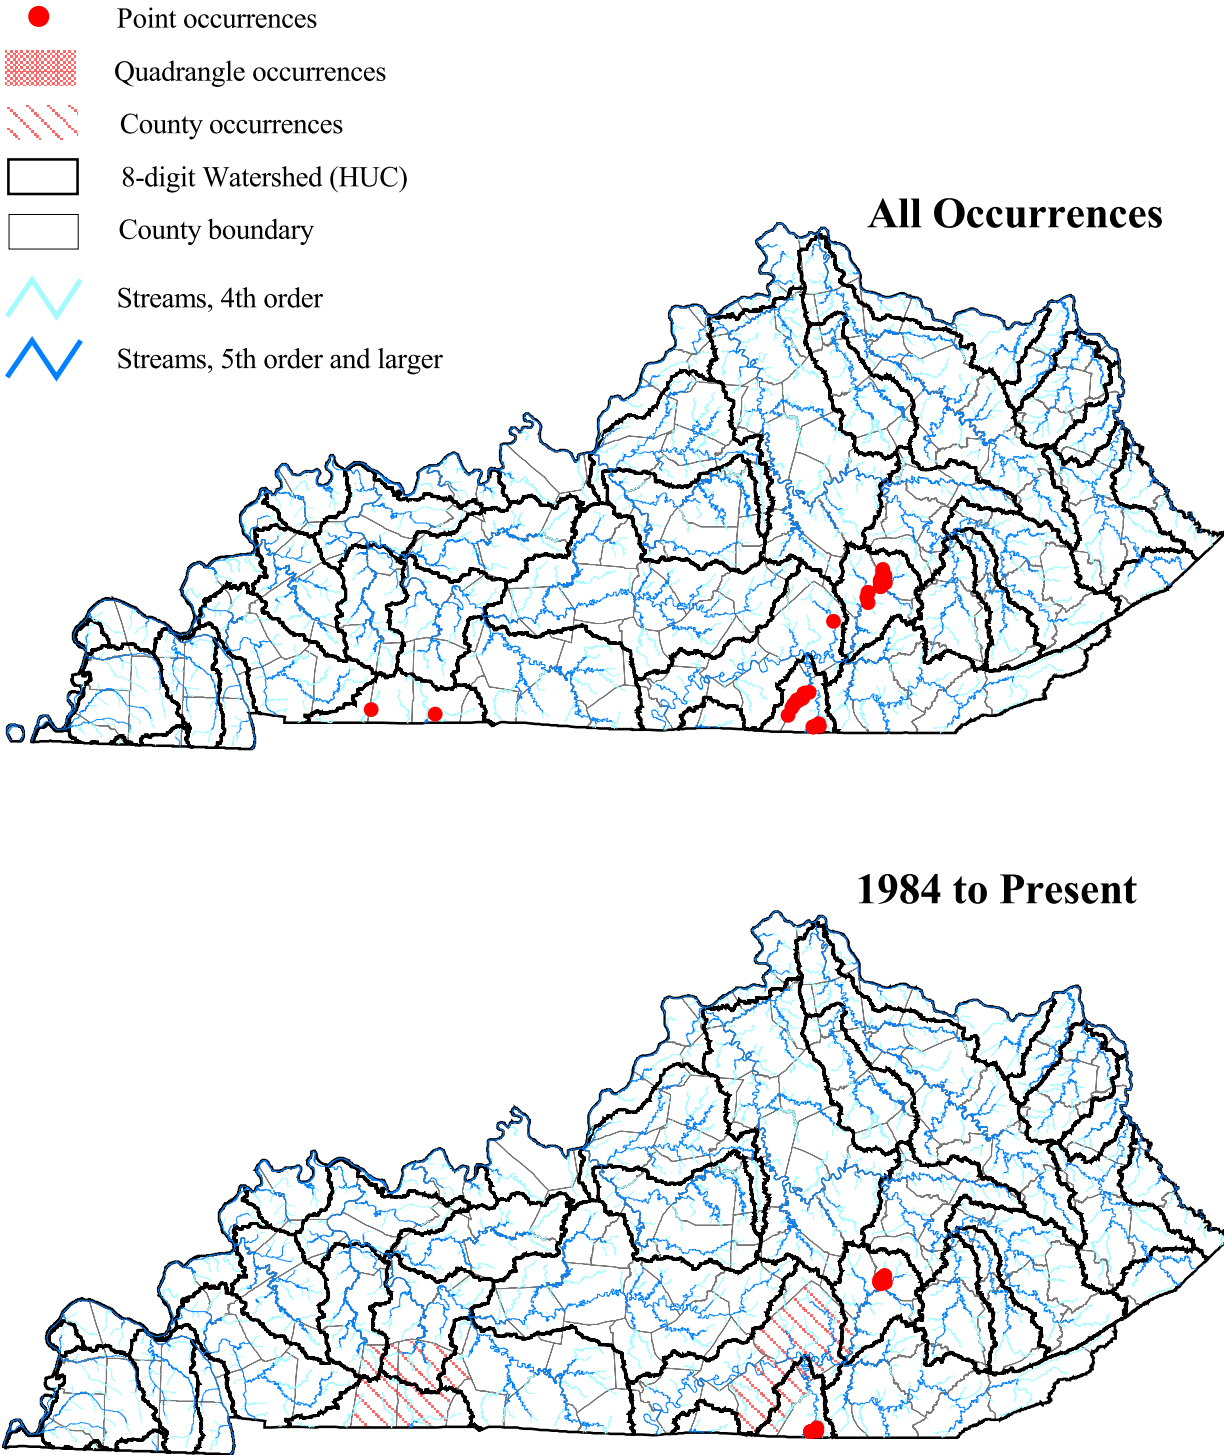 Point occurrences
Quadrangle occurrences
County occurrences
8-digit Watershed (HUC)
County boundary
Streams, 4th order
Streams, 5th order and larger
All Occurrences
1984 to Present